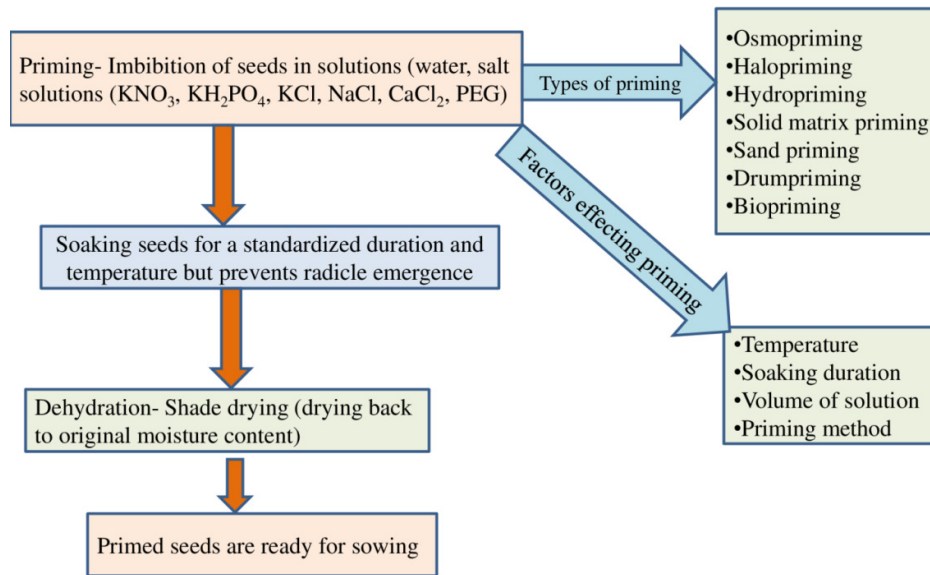 Priming- Imbibition of seeds in solutions (water, salt
solutions (KNO₃, KH₂PO₄, KCl, NaCl, CaCl₂, PEG)
Types of priming
•Osmopriming
•Halopriming
•Hydropriming
•Solid matrix priming
•Sand priming
•Drumpriming
•Biopriming
Factors effecting priming
Soaking seeds for a standardized duration and
temperature but prevents radicle emergence
•Temperature
•Soaking duration
•Volume of solution
•Priming method
Dehydration- Shade drying (drying back
to original moisture content)
Primed seeds are ready for sowing